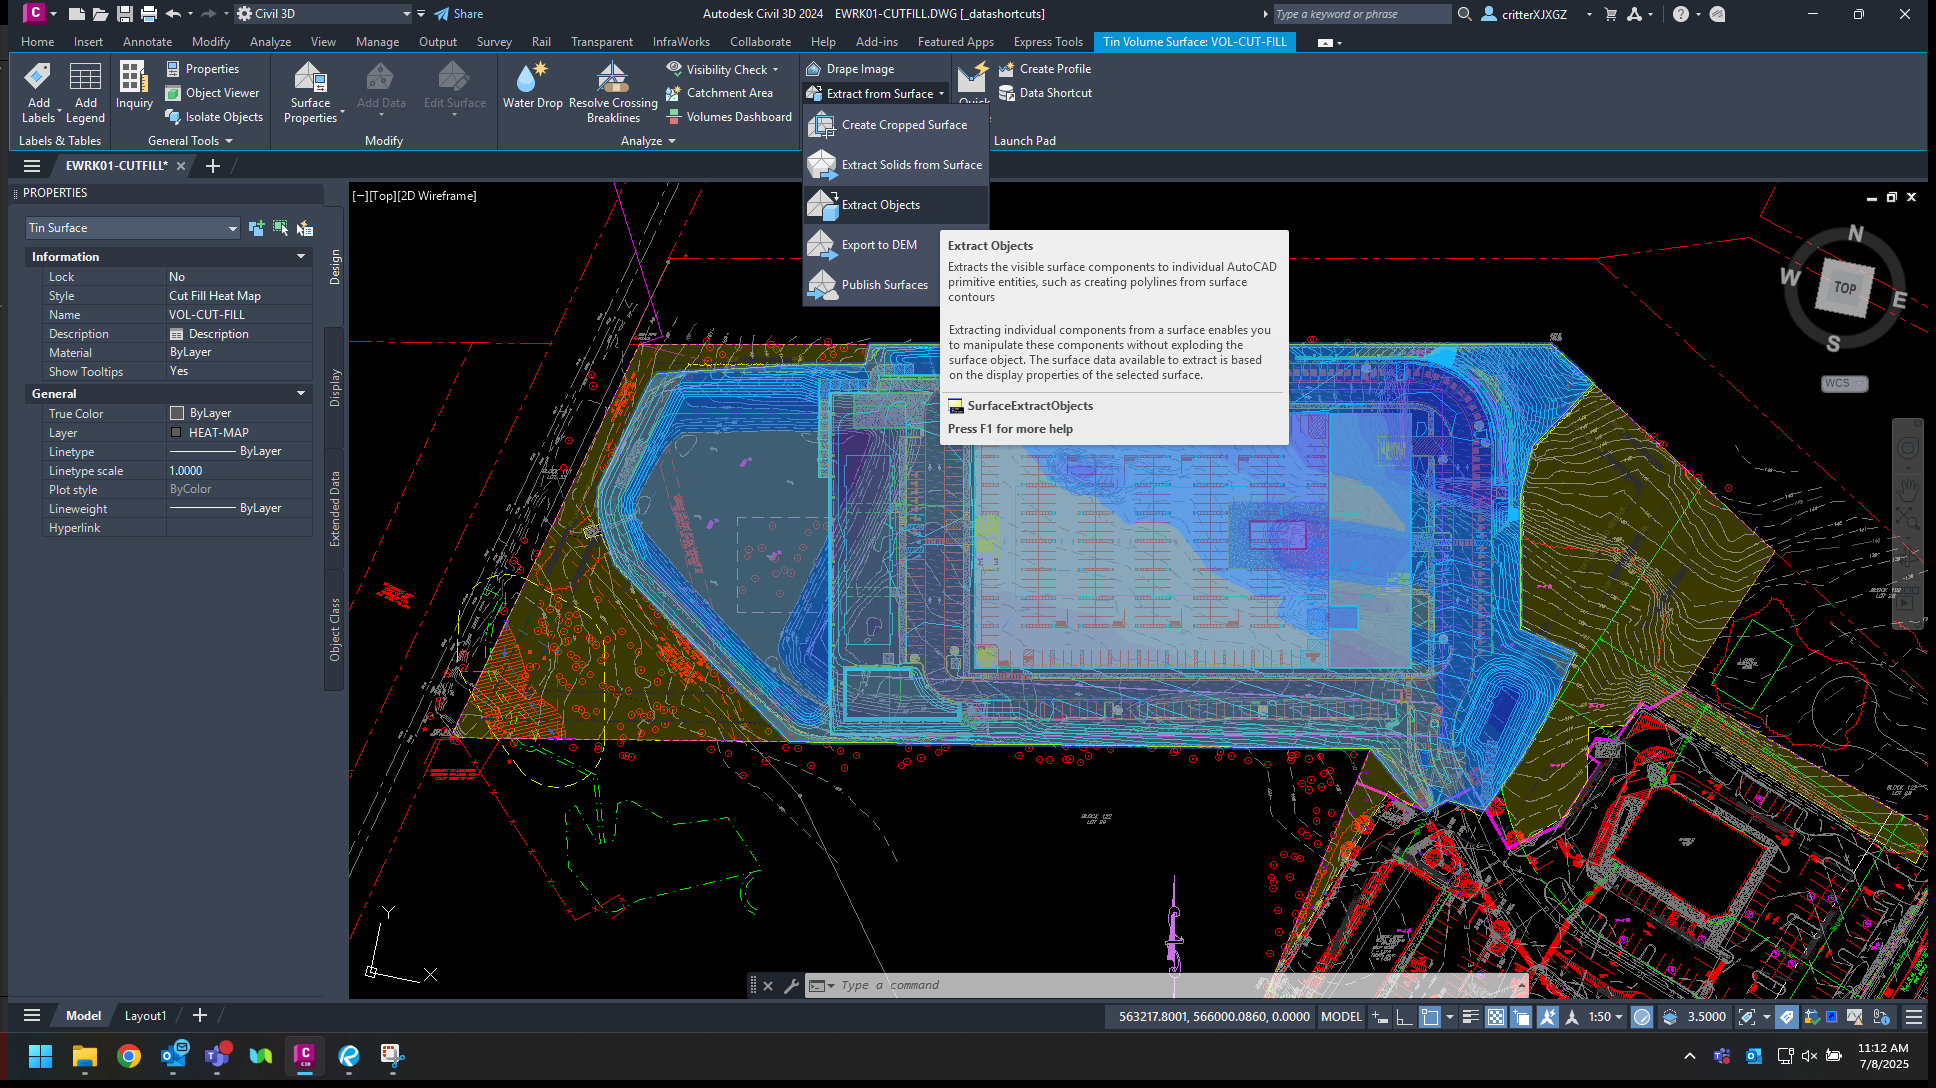 Civil 3D
Share
Autodesk Civil 3D 2024 EWRK01-CUTFILL.DWG [_datashortcuts]
Type a keyword or phrase
critterXJXGZ
Home Insert Annotate Modify Analyze View Manage Output Survey Rail Transparent InfraWorks Collaborate Help Add-ins Featured Apps Express Tools Tin Volume Surface: VOL-CUT-FILL
Add Labels
Add Legend
Inquiry
Properties
Object Viewer
Isolate Objects
Surface Properties
Add Data
Edit Surface
Water Drop
Resolve Crossing Breaklines
Visibility Check
Catchment Area
Volumes Dashboard
Drape Image
Extract from Surface
Create Profile
Data Shortcut
Labels & Tables
General Tools
Modify
Analyze
Launch Pad
Create Cropped Surface
Extract Solids from Surface
Extract Objects
Export to DEM
Publish Surfaces
EWRK01-CUTFILL*
PROPERTIES
Tin Surface
Information
Lock No
Style Cut Fill Heat Map
Name VOL-CUT-FILL
Description Description
Material ByLayer
Show Tooltips Yes
General
True Color ByLayer
Layer HEAT-MAP
Linetype ByLayer
Linetype scale 1.0000
Plot style ByColor
Lineweight ByLayer
Hyperlink
Design
Display
Extended Data
Object Class
[−][Top][2D Wireframe]
Extract Objects
Extracts the visible surface components to individual AutoCAD
primitive entities, such as creating polylines from surface
contours
Extracting individual components from a surface enables you
to manipulate these components without exploding the
surface object. The surface data available to extract is based
on the display properties of the selected surface.
SurfaceExtractObjects
Press F1 for more help
N
W
TOP
E
S
WCS
BLOCK 122
LOT 29
Y
X
Type a command
Model Layout1
563217.8001, 566000.0860, 0.0000 MODEL
1:50
3.5000
11:12 AM
7/8/2025